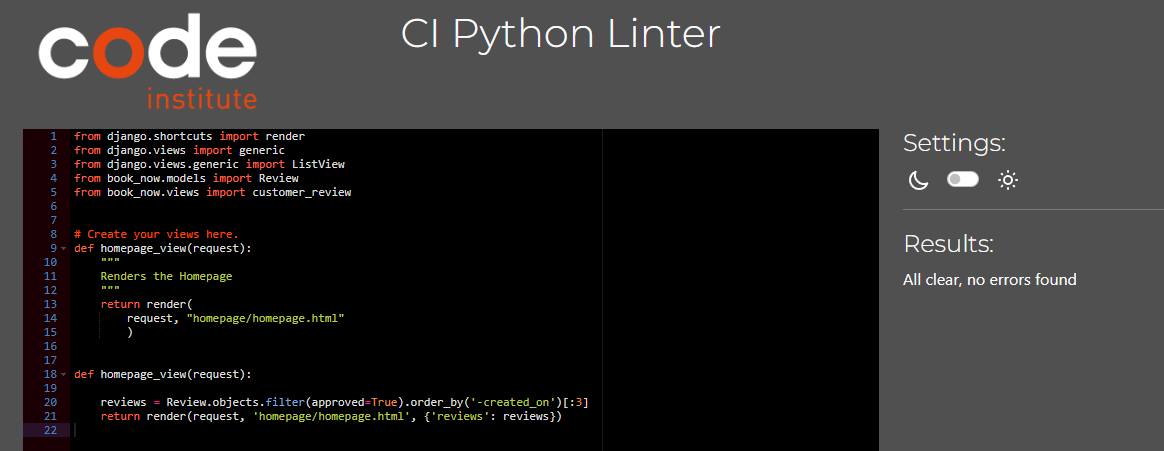 code
institute
CI Python Linter
1 from django.shortcuts import render
2 from django.views import generic
3 from django.views.generic import ListView
4 from book_now.models import Review
5 from book_now.views import customer_review
6
7
8 # Create your views here.
9 def homepage_view(request):
10     """
11     Renders the Homepage
12     """
13     return render(
14         request, "homepage/homepage.html"
15         )
16
17
18 def homepage_view(request):
19
20     reviews = Review.objects.filter(approved=True).order_by('-created_on')[:3]
21     return render(request, 'homepage/homepage.html', {'reviews': reviews})
22
Settings:
Results:
All clear, no errors found